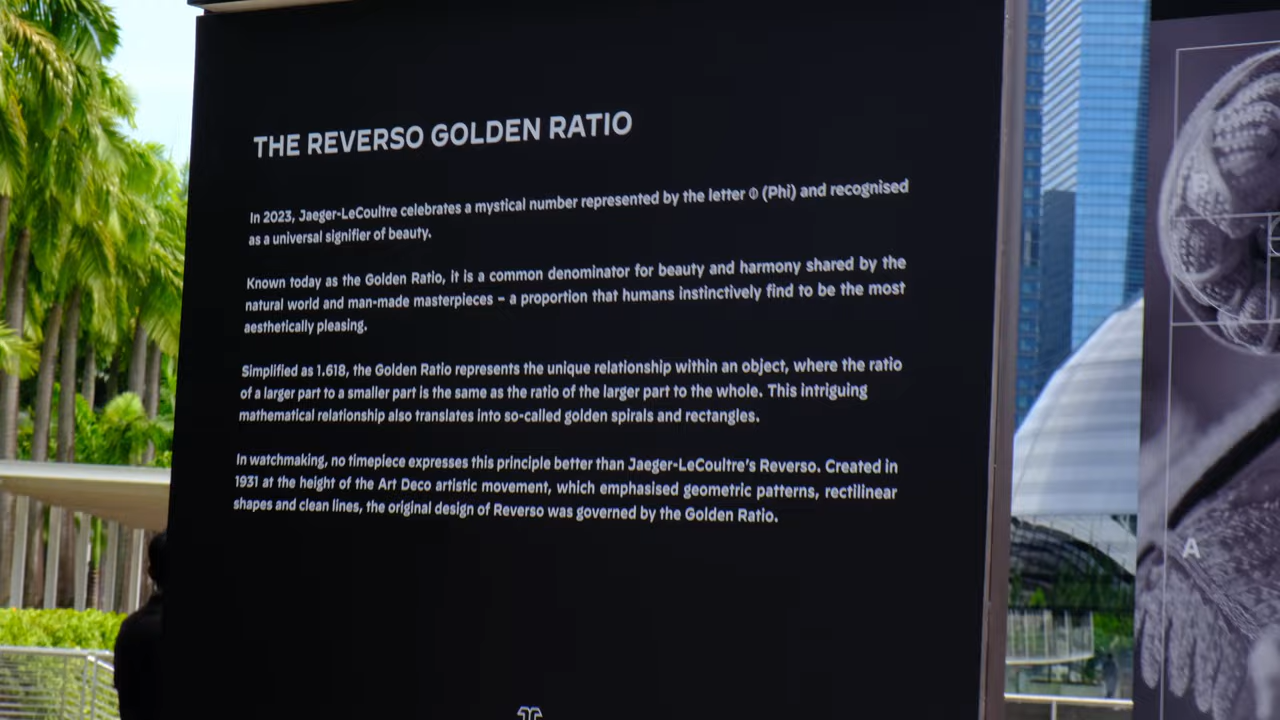 THE REVERSO GOLDEN RATIO
In 2023, Jaeger-LeCoultre celebrates a mystical number represented by the letter Φ (Phi) and recognised
as a universal signifier of beauty.
Known today as the Golden Ratio, it is a common denominator for beauty and harmony shared by the
natural world and man-made masterpieces – a proportion that humans instinctively find to be the most
aesthetically pleasing.
Simplified as 1.618, the Golden Ratio represents the unique relationship within an object, where the ratio
of a larger part to a smaller part is the same as the ratio of the larger part to the whole. This intriguing
mathematical relationship also translates into so-called golden spirals and rectangles.
In watchmaking, no timepiece expresses this principle better than Jaeger-LeCoultre's Reverso. Created in
1931 at the height of the Art Deco artistic movement, which emphasised geometric patterns, rectilinear
shapes and clean lines, the original design of Reverso was governed by the Golden Ratio.
A